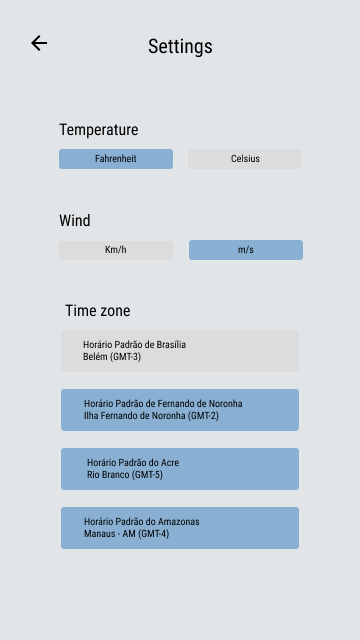 Settings
Temperature
Fahrenheit
Celsius
Wind
Km/h
m/s
Time zone
Horário Padrão de Brasília
Belém (GMT-3)
Horário Padrão de Fernando de Noronha
Ilha Fernando de Noronha (GMT-2)
Horário Padrão do Acre
Rio Branco (GMT-5)
Horário Padrão do Amazonas
Manaus - AM (GMT-4)